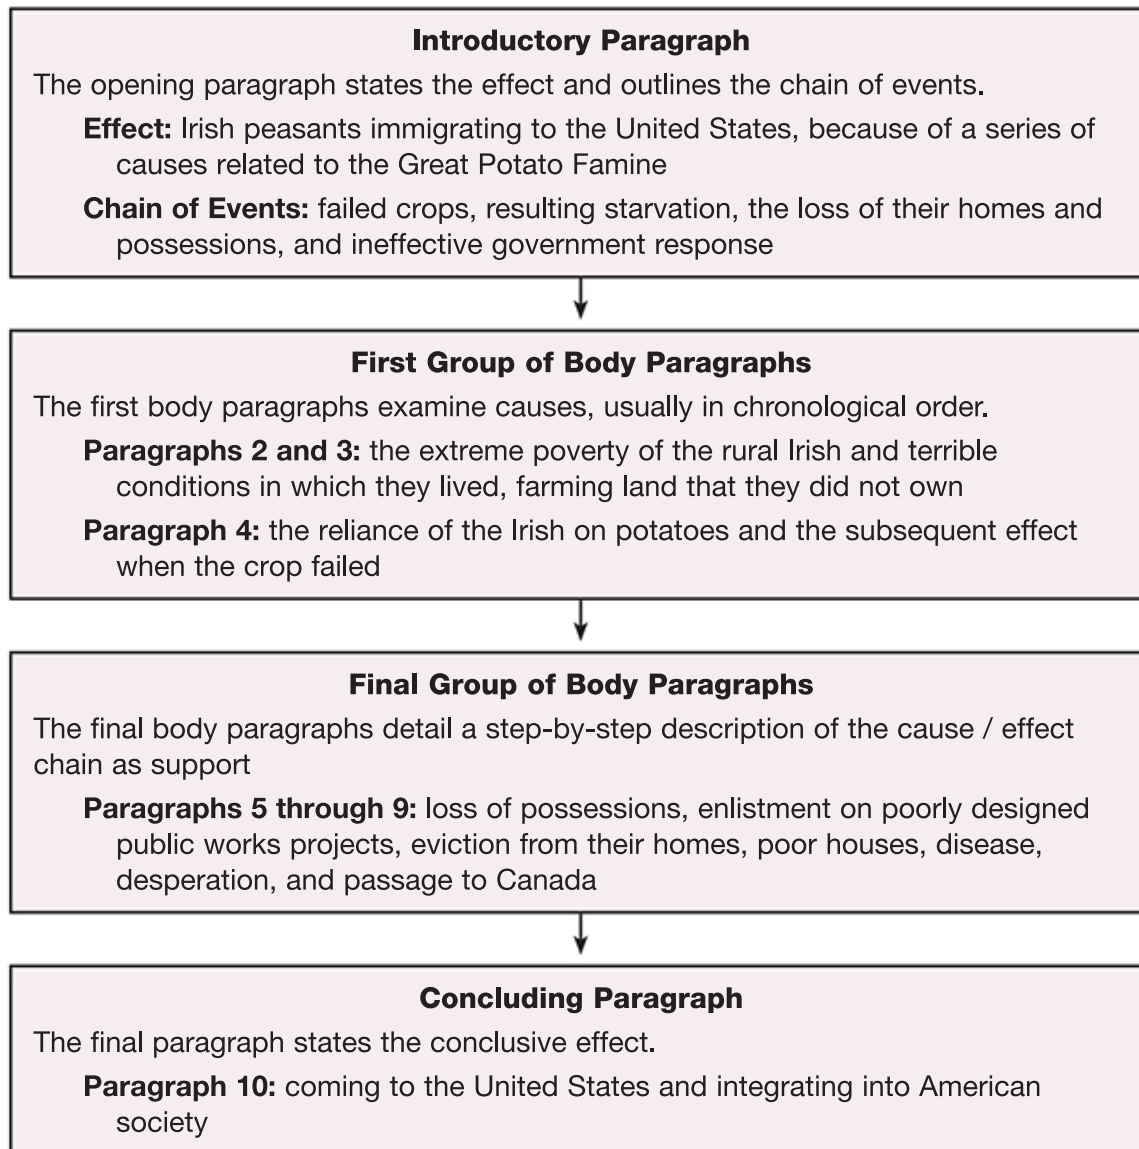 Introductory Paragraph
The opening paragraph states the effect and outlines the chain of events.
Effect: Irish peasants immigrating to the United States, because of a series of
causes related to the Great Potato Famine
Chain of Events: failed crops, resulting starvation, the loss of their homes and
possessions, and ineffective government response
First Group of Body Paragraphs
The first body paragraphs examine causes, usually in chronological order.
Paragraphs 2 and 3: the extreme poverty of the rural Irish and terrible
conditions in which they lived, farming land that they did not own
Paragraph 4: the reliance of the Irish on potatoes and the subsequent effect
when the crop failed
Final Group of Body Paragraphs
The final body paragraphs detail a step-by-step description of the cause / effect
chain as support
Paragraphs 5 through 9: loss of possessions, enlistment on poorly designed
public works projects, eviction from their homes, poor houses, disease,
desperation, and passage to Canada
Concluding Paragraph
The final paragraph states the conclusive effect.
Paragraph 10: coming to the United States and integrating into American
society